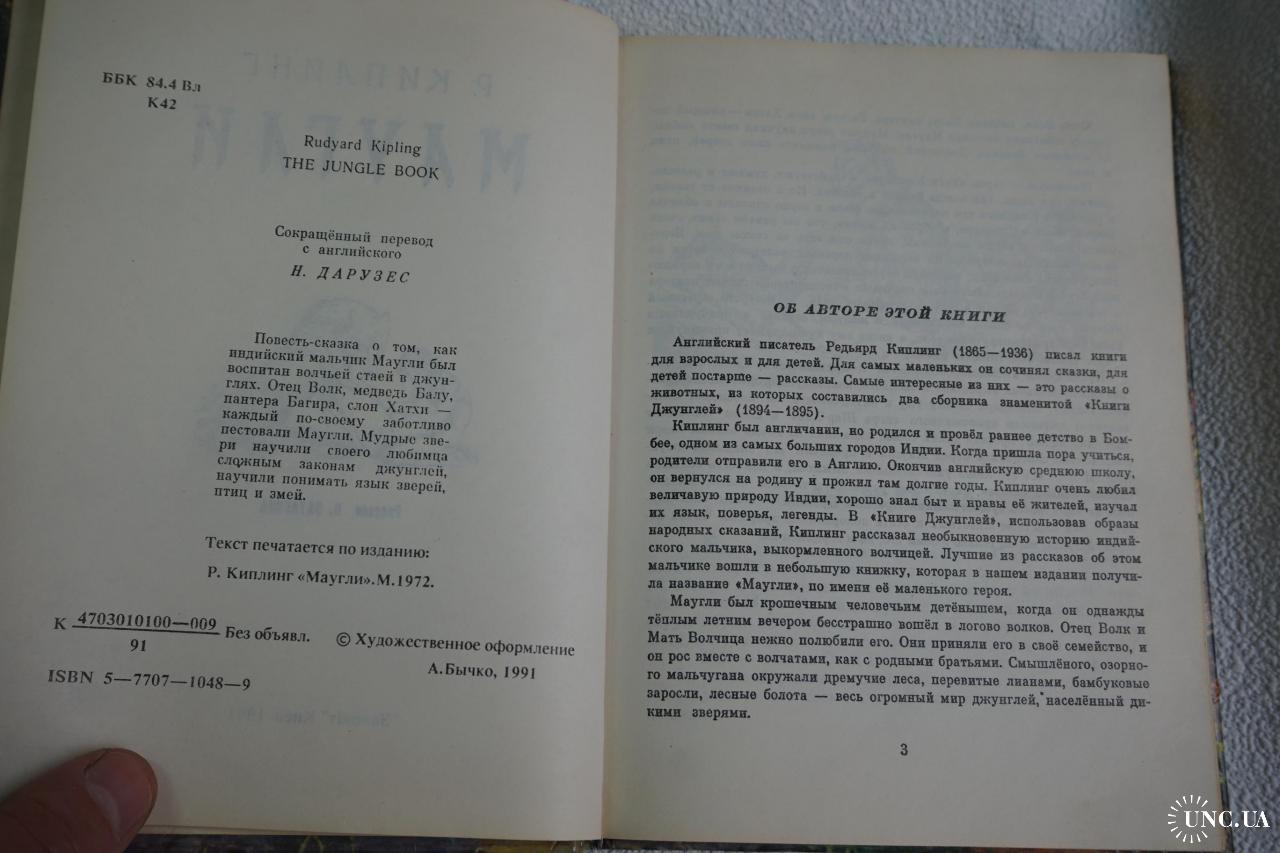 ББК 84.4 Вл
К42
Rudyard Kipling
THE JUNGLE BOOK
Сокращённый перевод
с английского
Н. ДАРУЗЕС
Повесть-сказка о том, как
индийский мальчик Маугли был
воспитан волчьей стаей в джун-
глях. Отец Волк, медведь Балу,
пантера Багира, слон Хатхи —
каждый по-своему заботливо
пестовали Маугли. Мудрые зве-
ри научили своего любимца
сложным законам джунглей,
научили понимать язык зверей,
птиц и змей.
Текст печатается по изданию:
Р. Киплинг «Маугли».М.1972.
К 4703010100—009
91
Без объявл.
© Художественное оформление
А.Бычко, 1991
ISBN 5—7707—1048—9
ОБ АВТОРЕ ЭТОЙ КНИГИ
Английский писатель Редьярд Киплинг (1865—1936) писал книги
для взрослых и для детей. Для самых маленьких он сочинял сказки, для
детей постарше — рассказы. Самые интересные из них — это рассказы о
животных, из которых составились два сборника знаменитой «Книги
Джунглей» (1894—1895).
Киплинг был англичанин, но родился и провёл раннее детство в Бом-
бее, одном из самых больших городов Индии. Когда пришла пора учиться,
родители отправили его в Англию. Окончив английскую среднюю школу,
он вернулся на родину и прожил там долгие годы. Киплинг очень любил
величавую природу Индии, хорошо знал быт и нравы её жителей, изучал
их язык, поверья, легенды. В «Книге Джунглей», использовав образы
народных сказаний, Киплинг рассказал необыкновенную историю индий-
ского мальчика, выкормленного волчицей. Лучшие из рассказов об этом
мальчике вошли в небольшую книжку, которая в нашем издании получи-
ла название «Маугли», по имени её маленького героя.
Маугли был крошечным человечьим детёнышем, когда он однажды
тёплым летним вечером бесстрашно вошёл в логово волков. Отец Волк и
Мать Волчица нежно полюбили его. Они приняли его в своё семейство, и
он рос вместе с волчатами, как с родными братьями. Смышлёного, озорно-
го мальчугана окружали дремучие леса, перевитые лианами, бамбуковые
заросли, лесные болота — весь огромный мир джунглей, населённый ди-
кими зверями.
3
UNC.UA